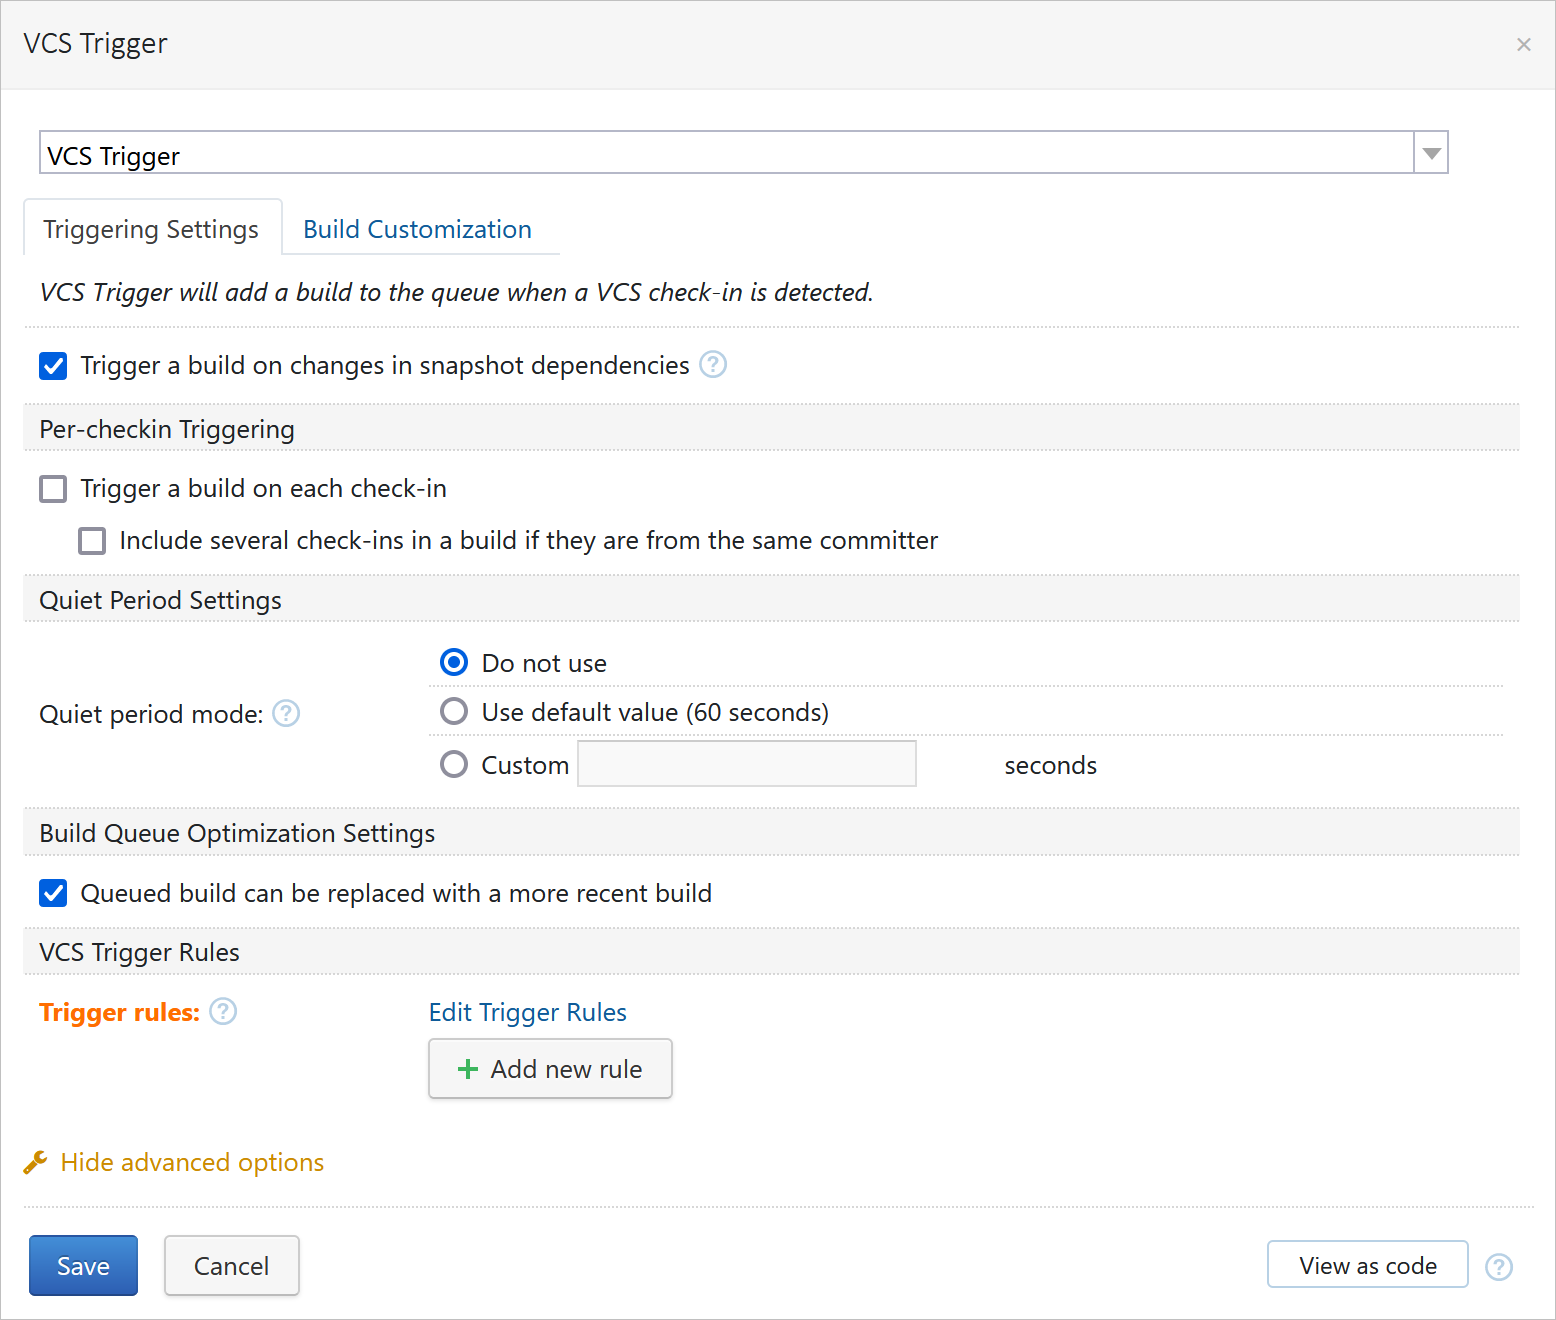 VCS Trigger
VCS Trigger
Triggering Settings
Build Customization
VCS Trigger will add a build to the queue when a VCS check-in is detected.
Trigger a build on changes in snapshot dependencies ?
Per-checkin Triggering
Trigger a build on each check-in
Include several check-ins in a build if they are from the same committer
Quiet Period Settings
Quiet period mode: ?
Do not use
Use default value (60 seconds)
Custom seconds
Build Queue Optimization Settings
Queued build can be replaced with a more recent build
VCS Trigger Rules
Trigger rules: ?
Edit Trigger Rules
+ Add new rule
Hide advanced options
Save
Cancel
View as code ?